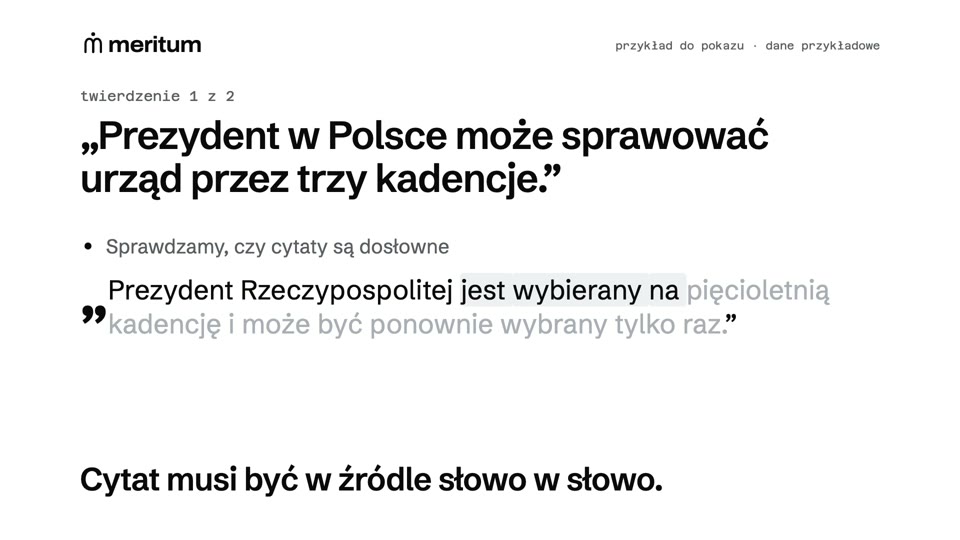 meritum
przykład do pokazu · dane przykładowe
twierdzenie 1 z 2
„Prezydent w Polsce może sprawować
urząd przez trzy kadencje.”
• Sprawdzamy, czy cytaty są dosłowne
”Prezydent Rzeczypospolitej jest wybierany na pięcioletnią
kadencję i może być ponownie wybrany tylko raz.”
Cytat musi być w źródle słowo w słowo.